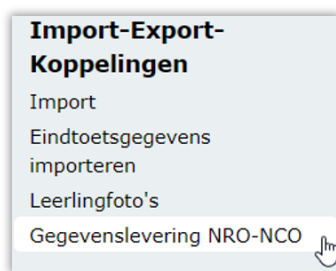 Import-Export-
Koppelingen
Import
Eindtoetsgegevens
importeren
Leerlingfoto's
Gegevenslevering NRO-NCO